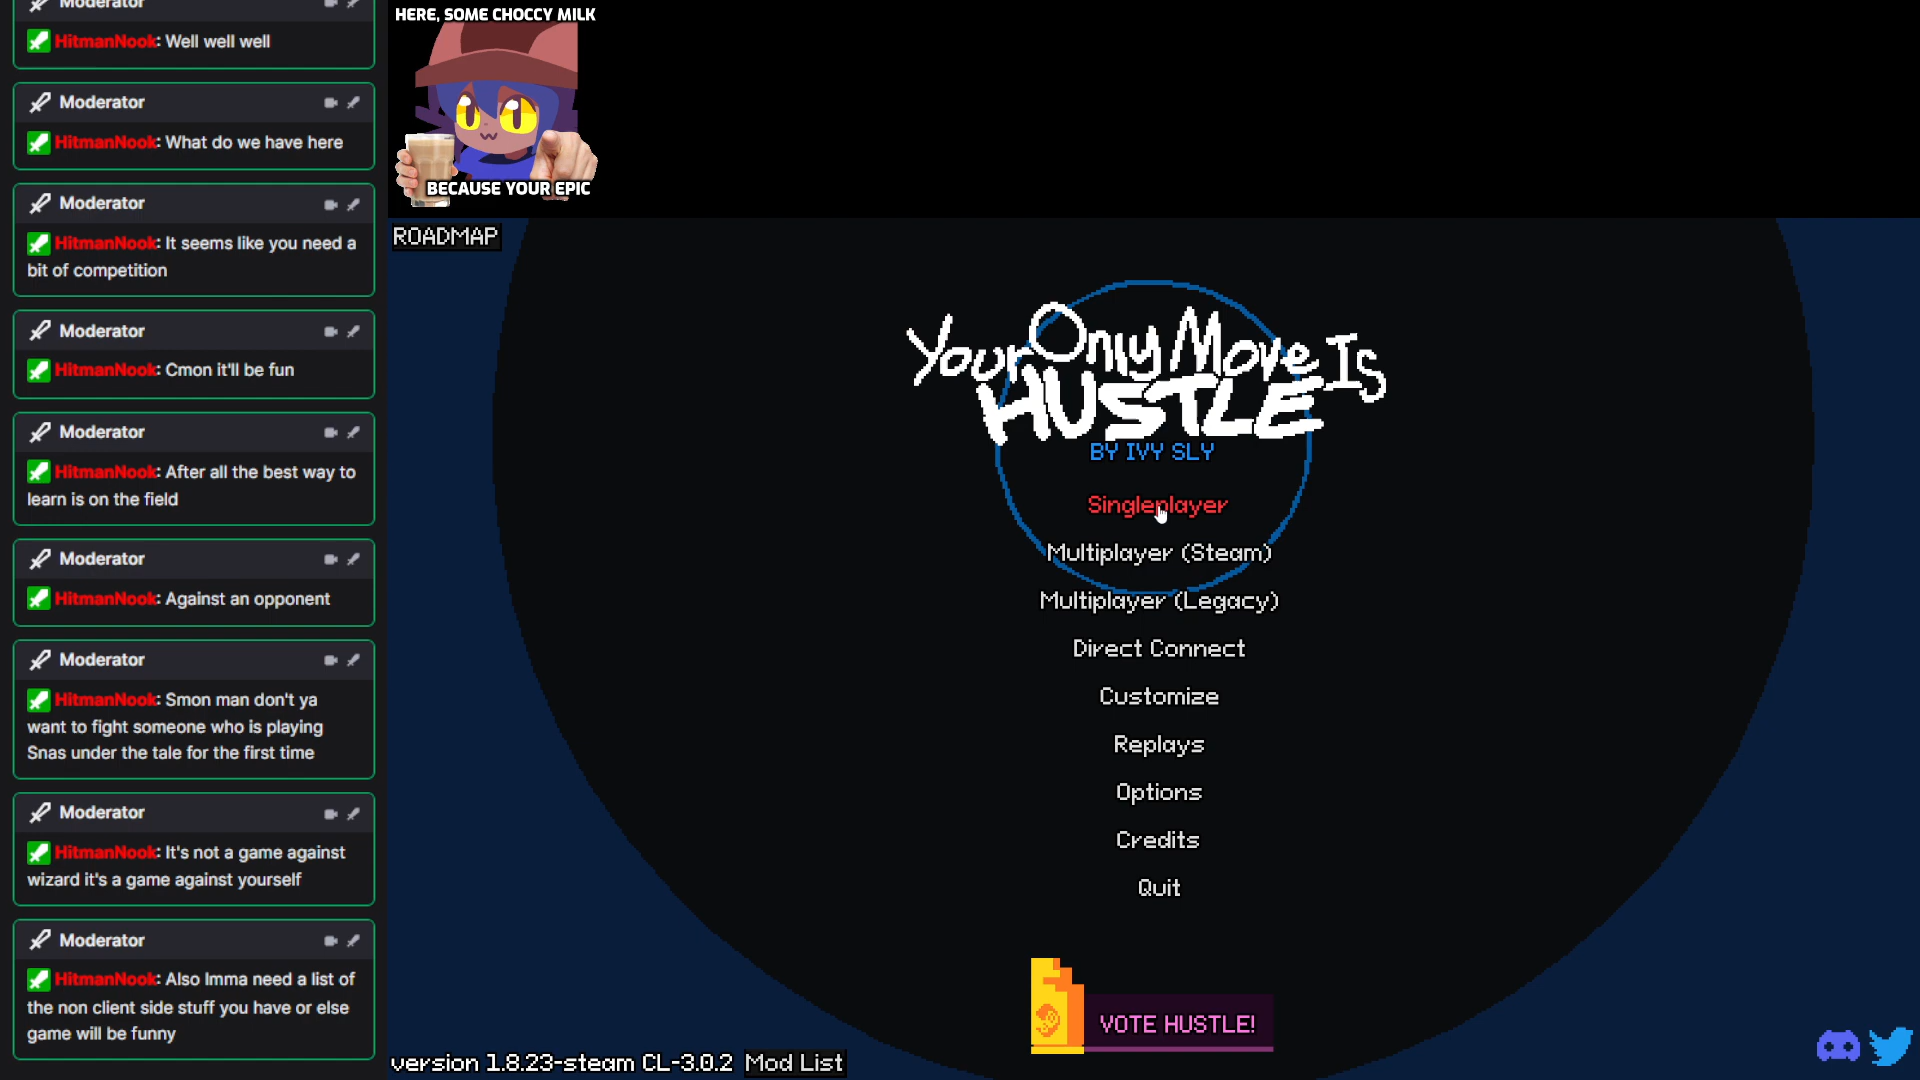 Moderator
HitmanNook: Well well well
Moderator
HitmanNook: What do we have here
Moderator
HitmanNook: It seems like you need a
bit of competition
Moderator
HitmanNook: Cmon it'll be fun
Moderator
HitmanNook: After all the best way to
learn is on the field
Moderator
HitmanNook: Against an opponent
Moderator
HitmanNook: Smon man don't ya
want to fight someone who is playing
Snas under the tale for the first time
Moderator
HitmanNook: It's not a game against
wizard it's a game against yourself
Moderator
HitmanNook: Also Imma need a list of
the non client side stuff you have or else
game will be funny
HERE, SOME CHOCCY MILK
BECAUSE YOUR EPIC
ROADMAP
Your Only Move Is
HUSTLE
BY IVY SLY
Singleplayer
Multiplayer (Steam)
Multiplayer (Legacy)
Direct Connect
Customize
Replays
Options
Credits
Quit
VOTE HUSTLE!
version 1.8.23-steam CL-3.0.2 Mod List